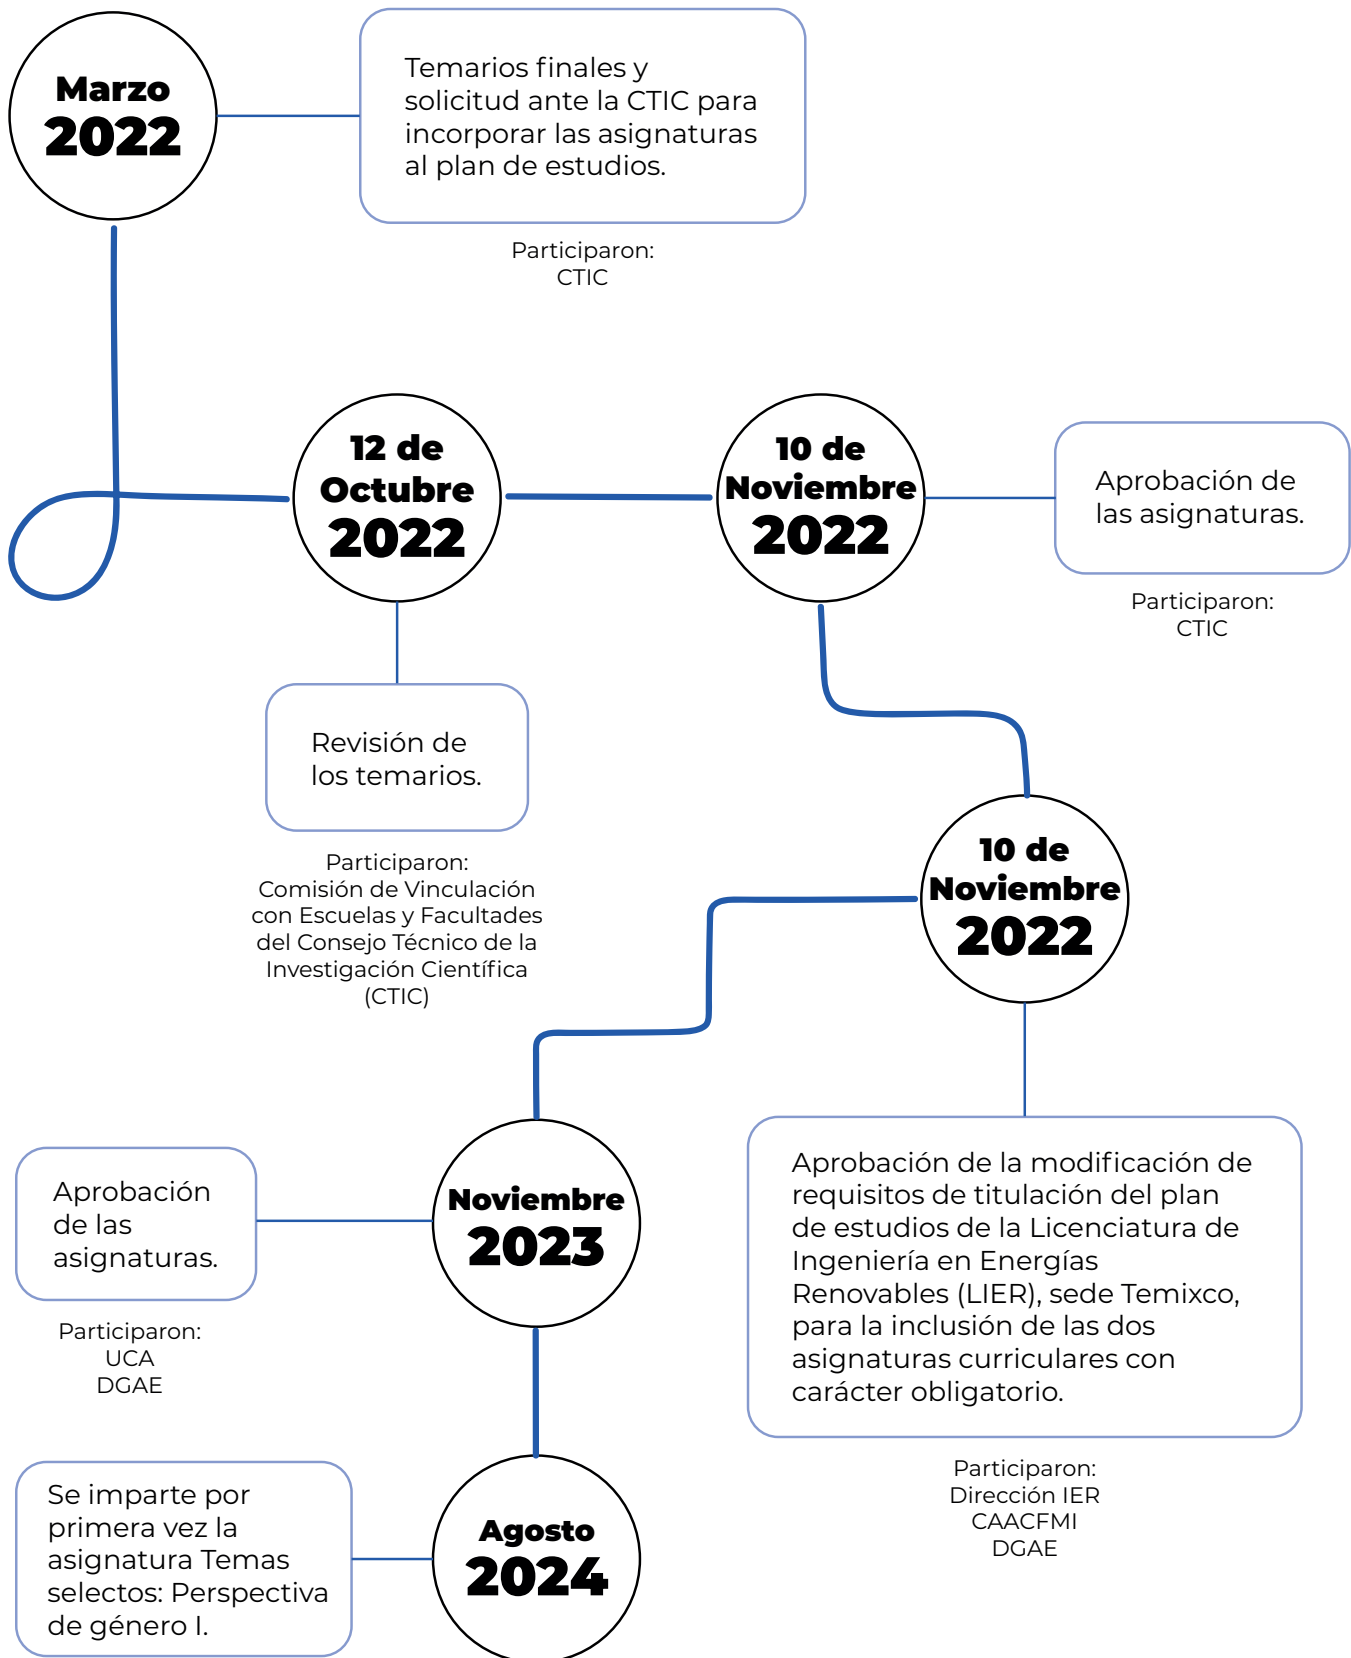 Marzo
2022
Temarios finales y
solicitud ante la CTIC para
incorporar las asignaturas
al plan de estudios.
Participaron:
CTIC
12 de
Octubre
2022
Revisión de
los temarios.
Participaron:
Comisión de Vinculación
con Escuelas y Facultades
del Consejo Técnico de la
Investigación Científica
(CTIC)
10 de
Noviembre
2022
Aprobación de
las asignaturas.
Participaron:
CTIC
10 de
Noviembre
2022
Aprobación de la modificación de
requisitos de titulación del plan
de estudios de la Licenciatura de
Ingeniería en Energías
Renovables (LIER), sede Temixco,
para la inclusión de las dos
asignaturas curriculares con
carácter obligatorio.
Participaron:
Dirección IER
CAACFMI
DGAE
Noviembre
2023
Aprobación
de las
asignaturas.
Participaron:
UCA
DGAE
Agosto
2024
Se imparte por
primera vez la
asignatura Temas
selectos: Perspectiva
de género I.